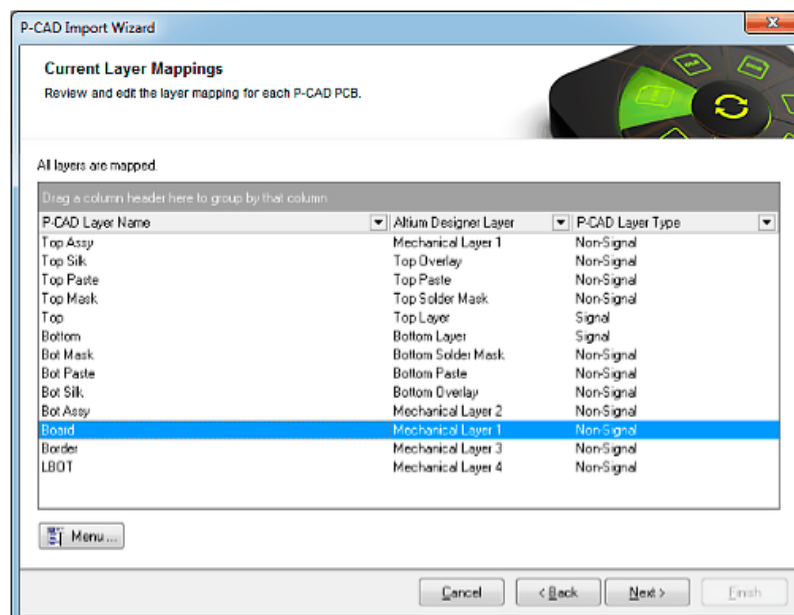 P-CAD Import Wizard
Current Layer Mappings
Review and edit the layer mapping for each P-CAD PCB.
All layers are mapped.
Drag a column header here to group by that column
P-CAD Layer Name Altium Designer Layer P-CAD Layer Type
Top Assy Mechanical Layer 1 Non-Signal
Top Silk Top Overlay Non-Signal
Top Paste Top Paste Non-Signal
Top Mask Top Solder Mask Non-Signal
Top Top Layer Signal
Bottom Bottom Layer Signal
Bot Mask Bottom Solder Mask Non-Signal
Bot Paste Bottom Paste Non-Signal
Bot Silk Bottom Overlay Non-Signal
Bot Assy Mechanical Layer 2 Non-Signal
Board Mechanical Layer 1 Non-Signal
Border Mechanical Layer 3 Non-Signal
LBOT Mechanical Layer 4 Non-Signal
Menu ...
Cancel < Back Next > Finish